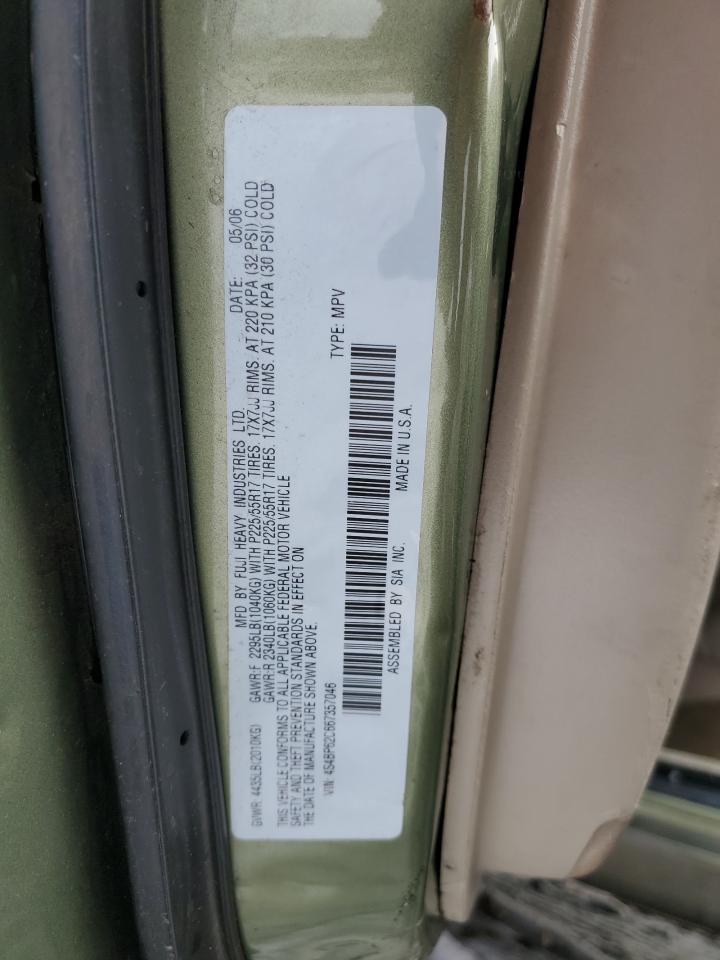 MFD BY FUJI HEAVY INDUSTRIES LTD. DATE: 05/06
GVWR: 4435LB(2010KG) GAWR:F 2295LB(1040KG) WITH P225/55R17 TIRES. 17X7JJ RIMS. AT 220 KPA (32 PSI) COLD
GAWR:R 2340LB(1060KG) WITH P225/55R17 TIRES. 17X7JJ RIMS. AT 210 KPA (30 PSI) COLD
THIS VEHICLE CONFORMS TO ALL APPLICABLE FEDERAL MOTOR VEHICLE
SAFETY AND THEFT PREVENTION STANDARDS IN EFFECT ON
THE DATE OF MANUFACTURE SHOWN ABOVE.
VIN: 4S4BP62C667357046 TYPE: MPV
ASSEMBLED BY SIA INC. MADE IN U.S.A.